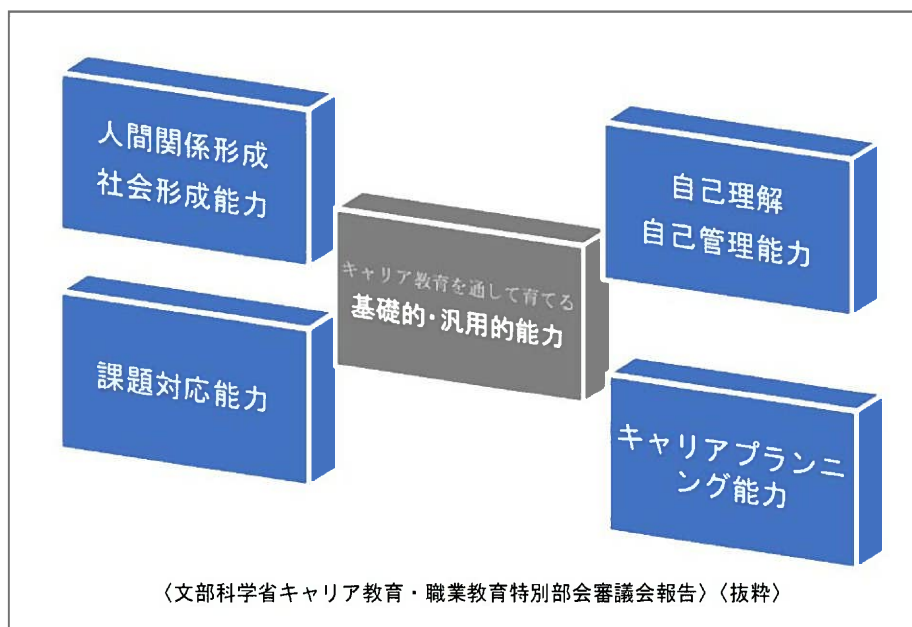 人間関係形成
社会形成能力
自己理解
自己管理能力
キャリア教育を通して育てる
基礎的・汎用的能力
課題対応能力
キャリアプランニ
ング能力
〈文部科学省キャリア教育・職業教育特別部会審議会報告〉〈抜粋〉